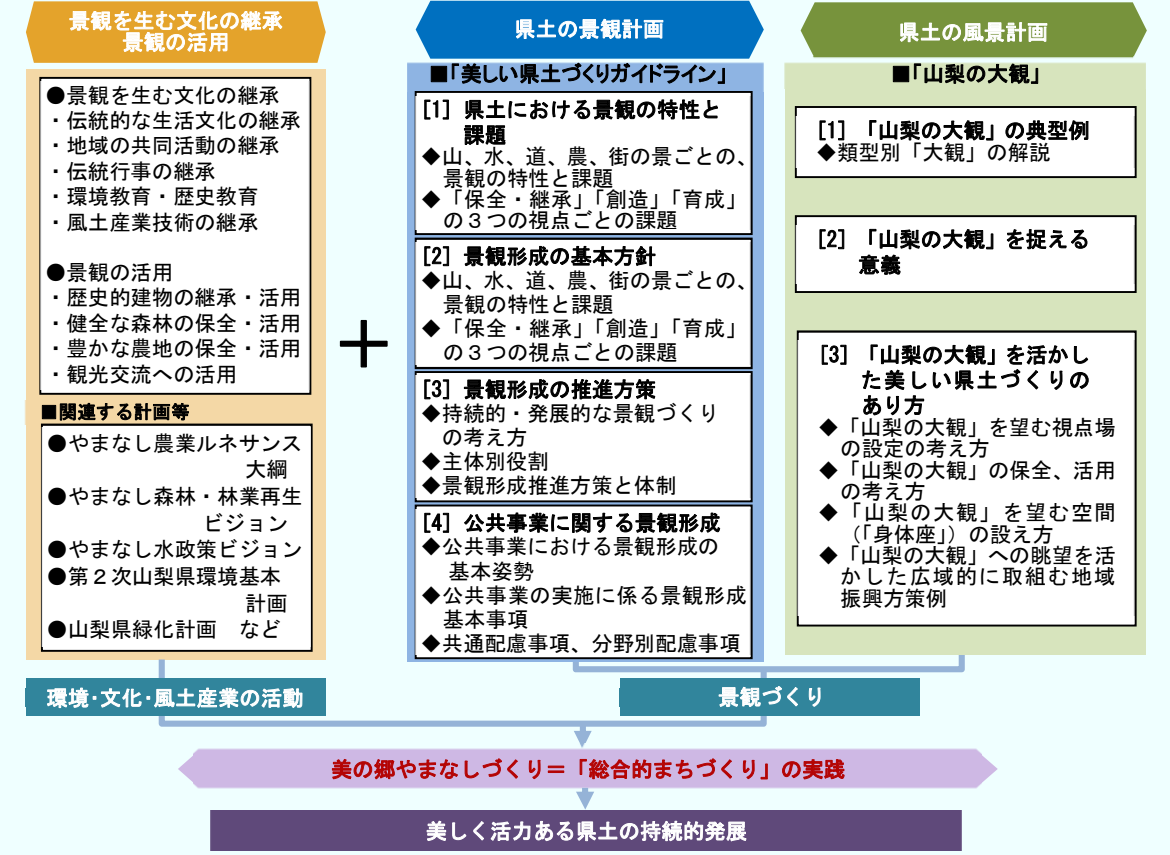 景観を生む文化の継承
景観の活用
●景観を生む文化の継承
・伝統的な生活文化の継承
・地域の共同活動の継承
・伝統行事の継承
・環境教育・歴史教育
・風土産業技術の継承
●景観の活用
・歴史的建物の継承・活用
・健全な森林の保全・活用
・豊かな農地の保全・活用
・観光交流への活用
■関連する計画等
●やまなし農業ルネサンス
大綱
●やまなし森林・林業再生
ビジョン
●やまなし水政策ビジョン
●第２次山梨県環境基本
計画
●山梨県緑化計画　など
環境･文化･風土産業の活動
＋
県土の景観計画
■「美しい県土づくりガイドライン」
[1] 県土における景観の特性と
課題
◆山、水、道、農、街の景ごとの、
景観の特性と課題
◆「保全・継承」「創造」「育成」
の３つの視点ごとの課題
[2] 景観形成の基本方針
◆山、水、道、農、街の景ごとの、
景観の特性と課題
◆「保全・継承」「創造」「育成」
の３つの視点ごとの課題
[3] 景観形成の推進方策
◆持続的・発展的な景観づくり
の考え方
◆主体別役割
◆景観形成推進方策と体制
[4] 公共事業に関する景観形成
◆公共事業における景観形成の
基本姿勢
◆公共事業の実施に係る景観形成
基本事項
◆共通配慮事項、分野別配慮事項
県土の風景計画
■「山梨の大観」
[1] 「山梨の大観」の典型例
◆類型別「大観」の解説
[2] 「山梨の大観」を捉える
意義
[3] 「山梨の大観」を活かし
た美しい県土づくりの
あり方
◆「山梨の大観」を望む視点場
の設定の考え方
◆「山梨の大観」の保全、活用
の考え方
◆「山梨の大観」を望む空間
（「身体座」）の設え方
◆「山梨の大観」への眺望を活
かした広域的に取組む地域
振興方策例
景観づくり
美の郷やまなしづくり＝「総合的まちづくり」の実践
美しく活力ある県土の持続的発展